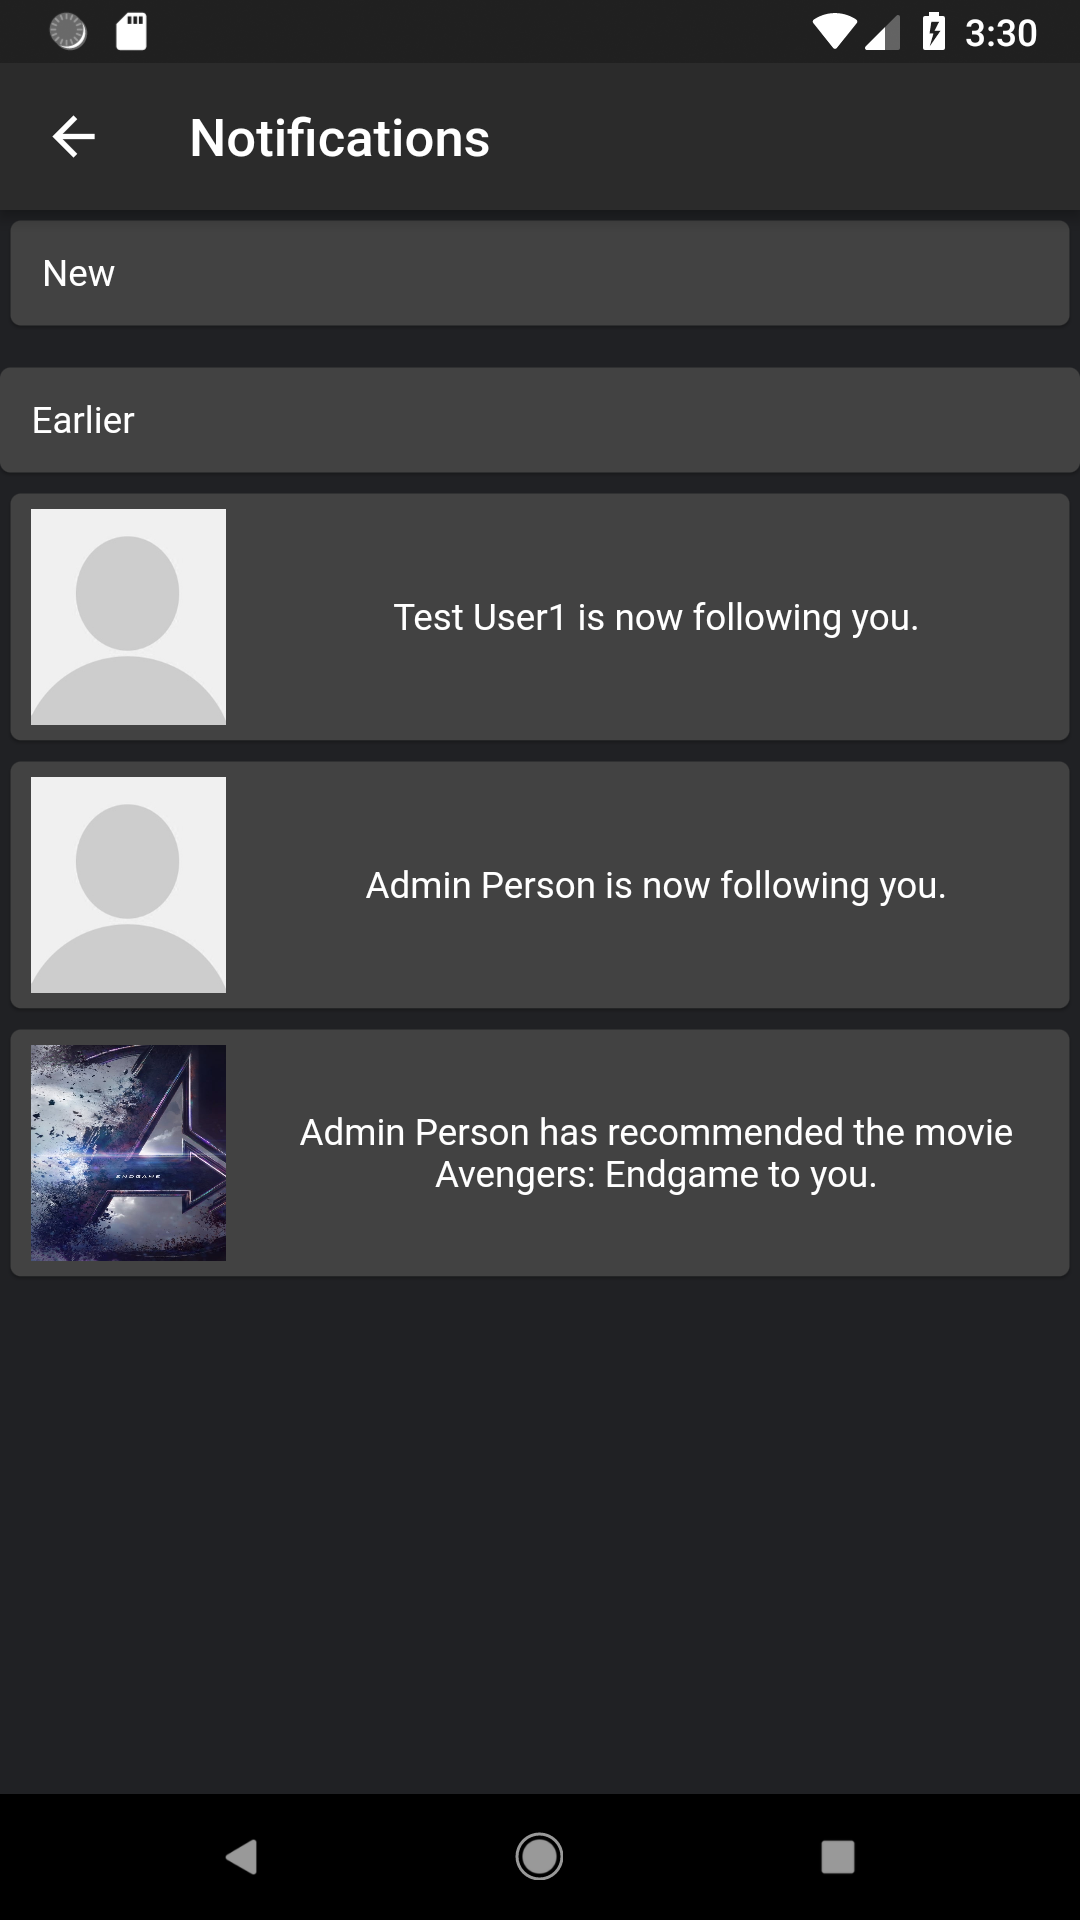 3:30
Notifications
New
Earlier
Test User1 is now following you.
Admin Person is now following you.
Admin Person has recommended the movie
Avengers: Endgame to you.
ENDGAME